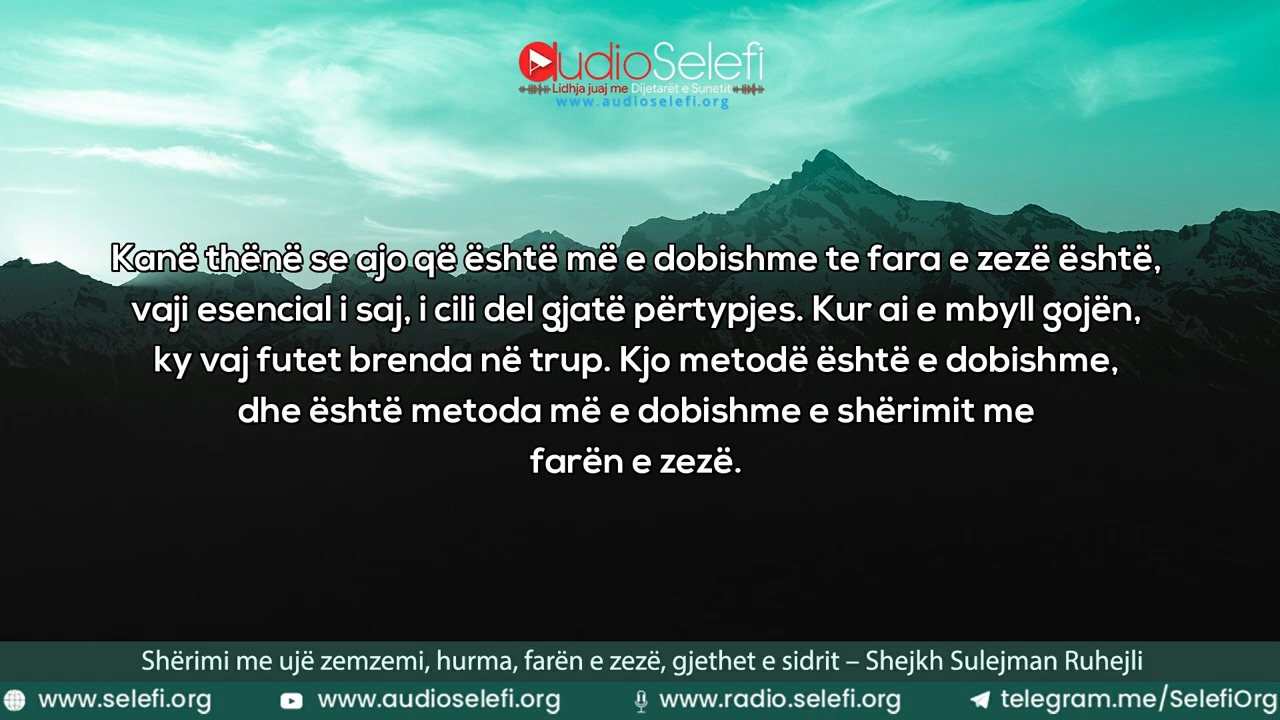 audioSelefi
Lidhja juaj me Dijetarët e Sunetit
www.audioselefi.org
Kanë thënë se ajo që është më e dobishme te fara e zezë është,
vaji esencial i saj, i cili del gjatë përtypjes. Kur ai e mbyll gojën,
ky vaj futet brenda në trup. Kjo metodë është e dobishme,
dhe është metoda më e dobishme e shërimit me
farën e zezë.
Shërimi me ujë zemzemi, hurma, farën e zezë, gjethet e sidrit – Shejkh Sulejman Ruhejli
www.selefi.org www.audioselefi.org www.radio.selefi.org telegram.me/SelefiOrg